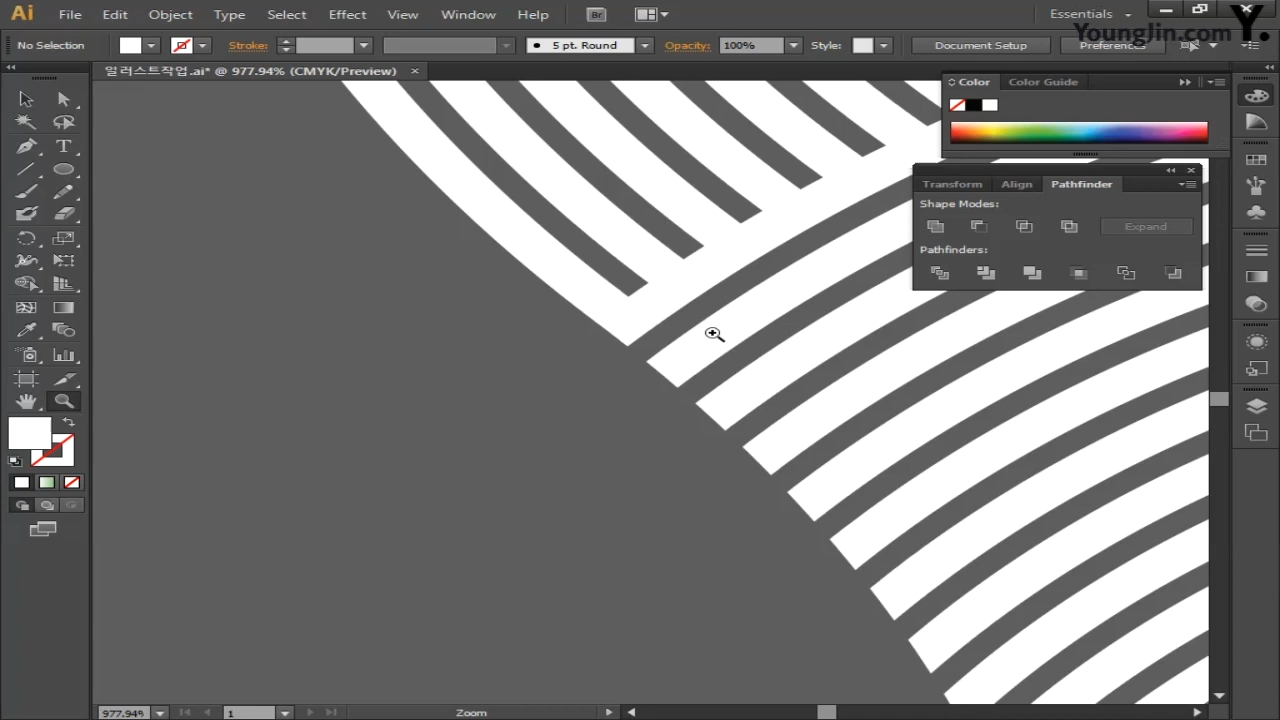 Ai File Edit Object Type Select Effect View Window Help Br Essentials
YoungJin.com Y.
No Selection Stroke: 5 pt. Round Opacity: 100% Style: Document Setup Preferences
일러스트작업.ai* @ 977.94% (CMYK/Preview) ×
Color Color Guide
Transform Align Pathfinder
Shape Modes:
Expand
Pathfinders:
977.94% 1 Zoom